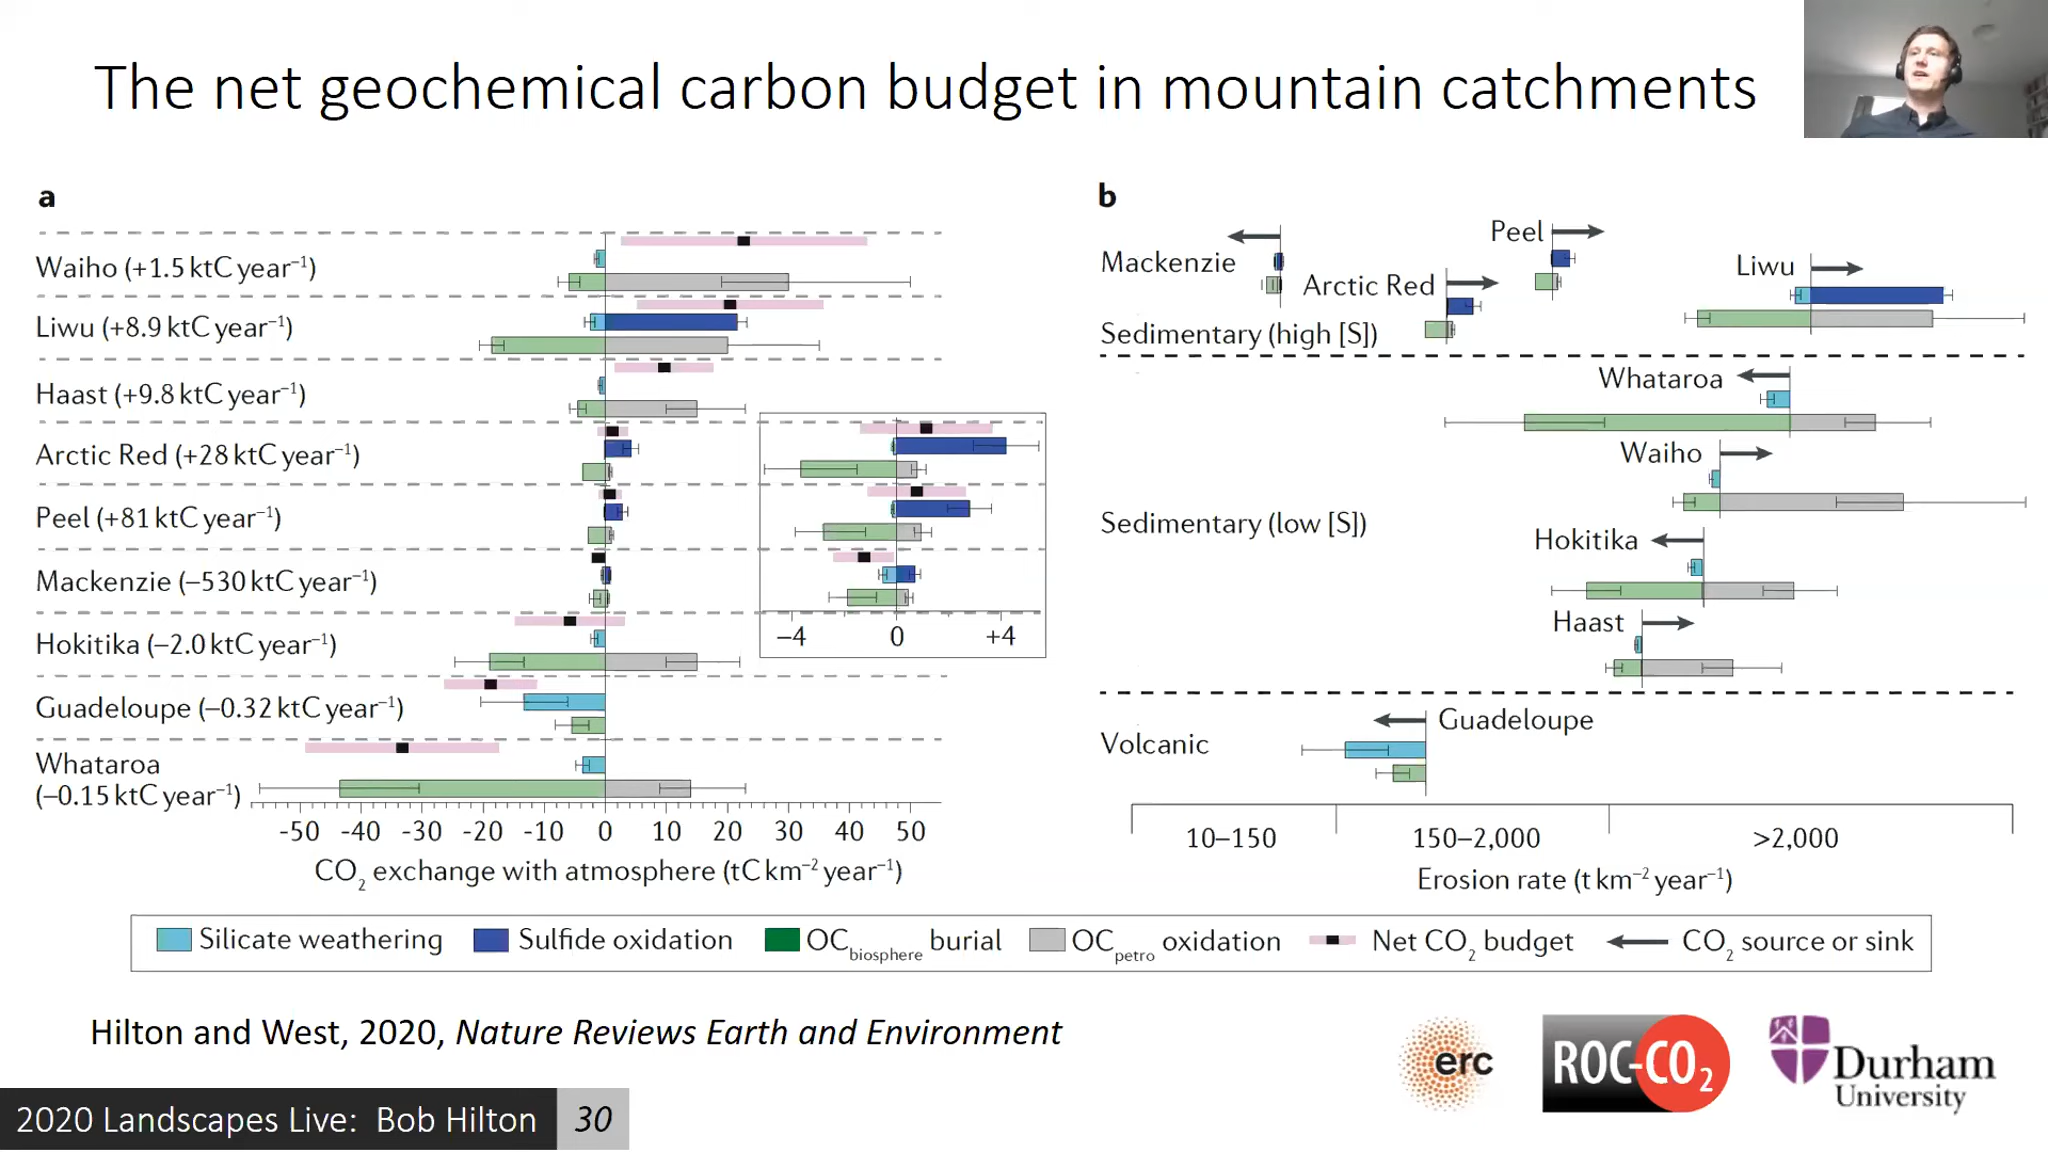 The net geochemical carbon budget in mountain catchments
a
Waiho (+1.5 ktC year⁻¹)
Liwu (+8.9 ktC year⁻¹)
Haast (+9.8 ktC year⁻¹)
Arctic Red (+28 ktC year⁻¹)
Peel (+81 ktC year⁻¹)
Mackenzie (–530 ktC year⁻¹)
Hokitika (–2.0 ktC year⁻¹)
Guadeloupe (–0.32 ktC year⁻¹)
Whataroa
(–0.15 ktC year⁻¹)
–4 0 +4
-50 -40 -30 -20 -10 0 10 20 30 40 50
CO₂ exchange with atmosphere (tC km⁻² year⁻¹)
b
Peel
Mackenzie
Liwu
Arctic Red
Sedimentary (high [S])
Whataroa
Waiho
Sedimentary (low [S])
Hokitika
Haast
Guadeloupe
Volcanic
10–150 150–2,000 >2,000
Erosion rate (t km⁻² year⁻¹)
Silicate weathering Sulfide oxidation OC biosphere burial OC petro oxidation Net CO₂ budget CO₂ source or sink
Hilton and West, 2020, Nature Reviews Earth and Environment
erc
ROC-CO₂
Durham
University
2020 Landscapes Live: Bob Hilton 30